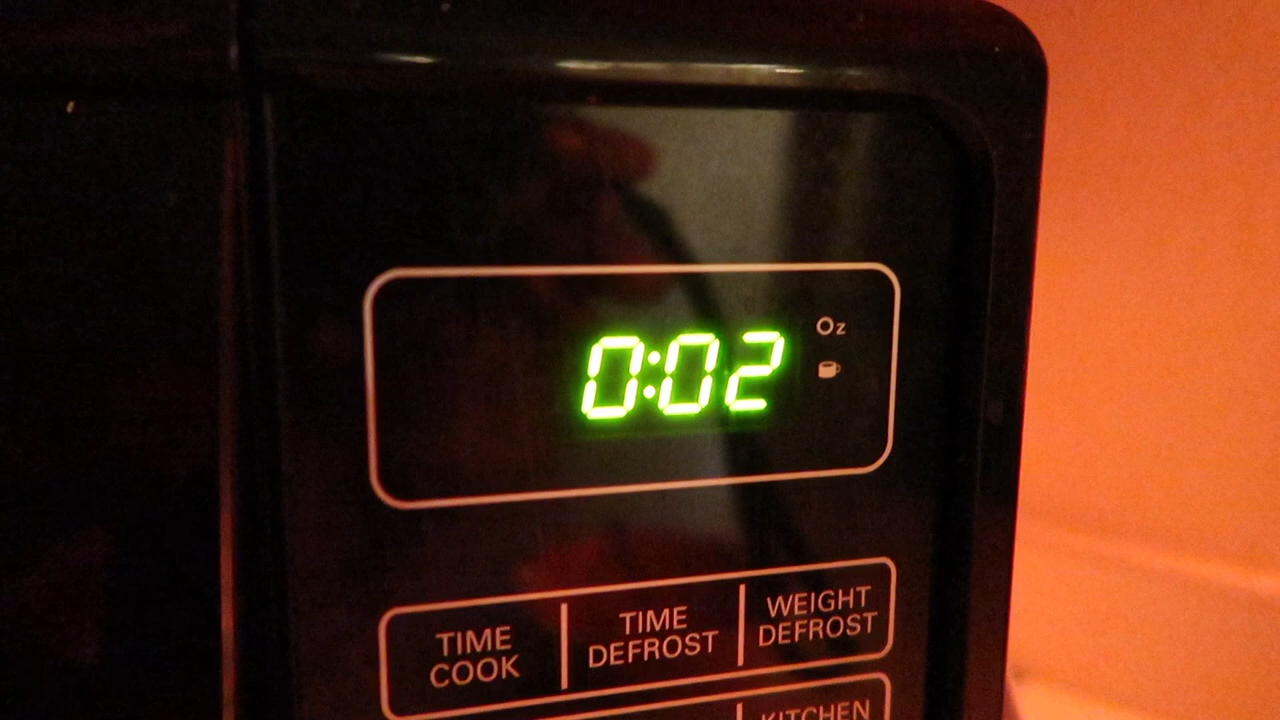 0:02
Oz
TIME
COOK
TIME
DEFROST
WEIGHT
DEFROST
KITCHEN